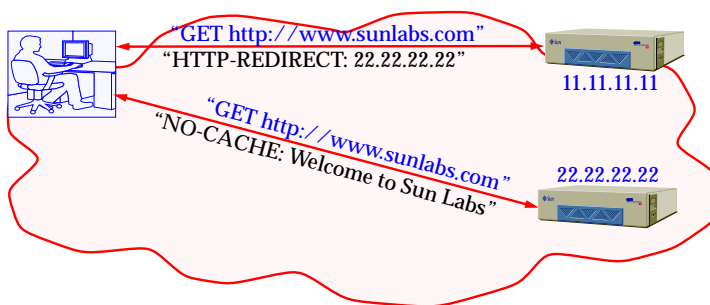 “GET http://www.sunlabs.com”
“HTTP-REDIRECT: 22.22.22.22”
11.11.11.11
“GET http://www.sunlabs.com”
“NO-CACHE: Welcome to Sun Labs”
22.22.22.22